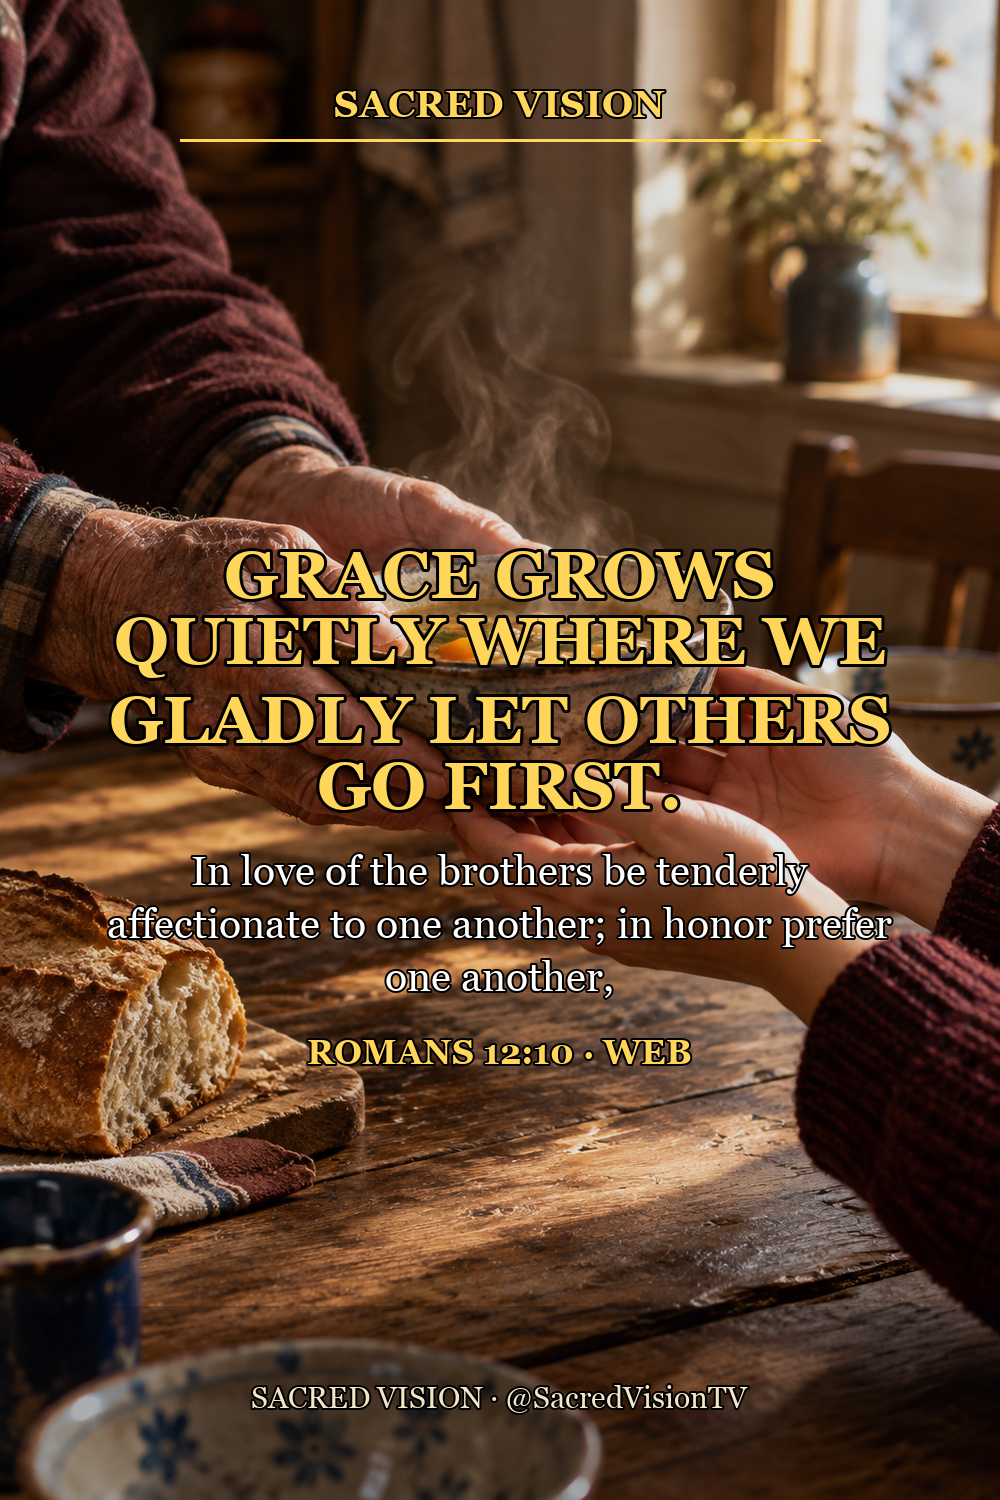 SACRED VISION
GRACE GROWS
QUIETLY WHERE WE
GLADLY LET OTHERS
GO FIRST.
In love of the brothers be tenderly
affectionate to one another; in honor prefer
one another,
ROMANS 12:10 · WEB
SACRED VISION · @SacredVisionTV